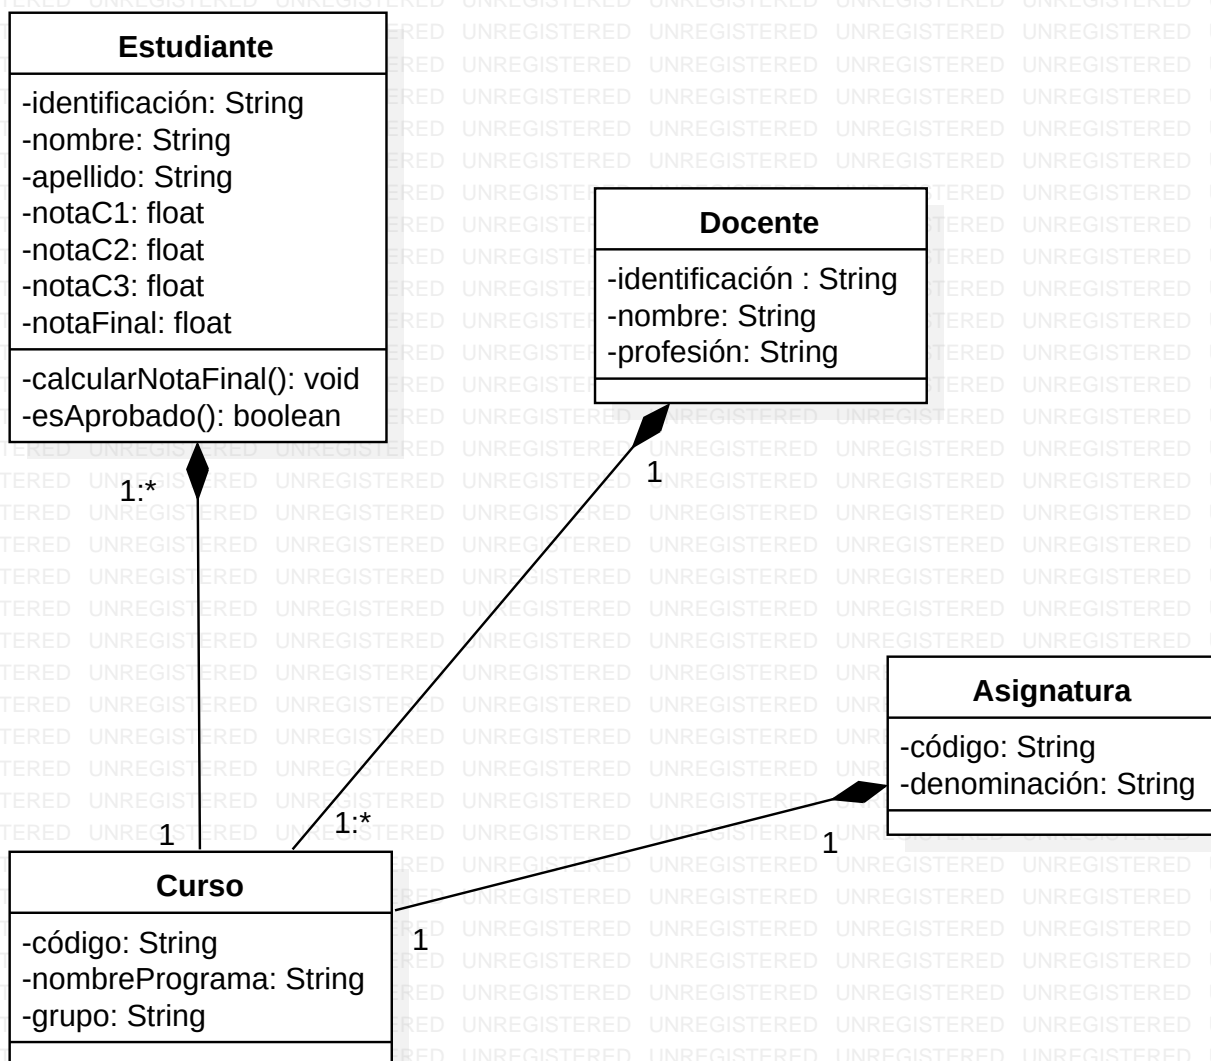 Estudiante
-identificación: String
-nombre: String
-apellido: String
-notaC1: float
-notaC2: float
-notaC3: float
-notaFinal: float
-calcularNotaFinal(): void
-esAprobado(): boolean
1:*
Docente
-identificación : String
-nombre: String
-profesión: String
1
Asignatura
-código: String
-denominación: String
1
1:*
1
Curso
-código: String
-nombrePrograma: String
-grupo: String
1
UNREGISTERED